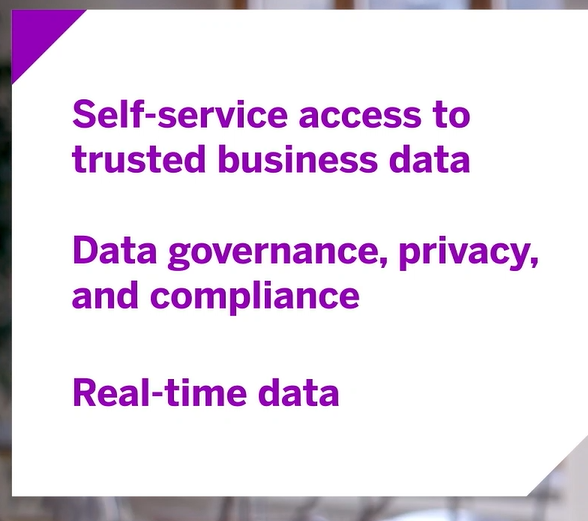 Self-service access to
trusted business data
Data governance, privacy,
and compliance
Real-time data